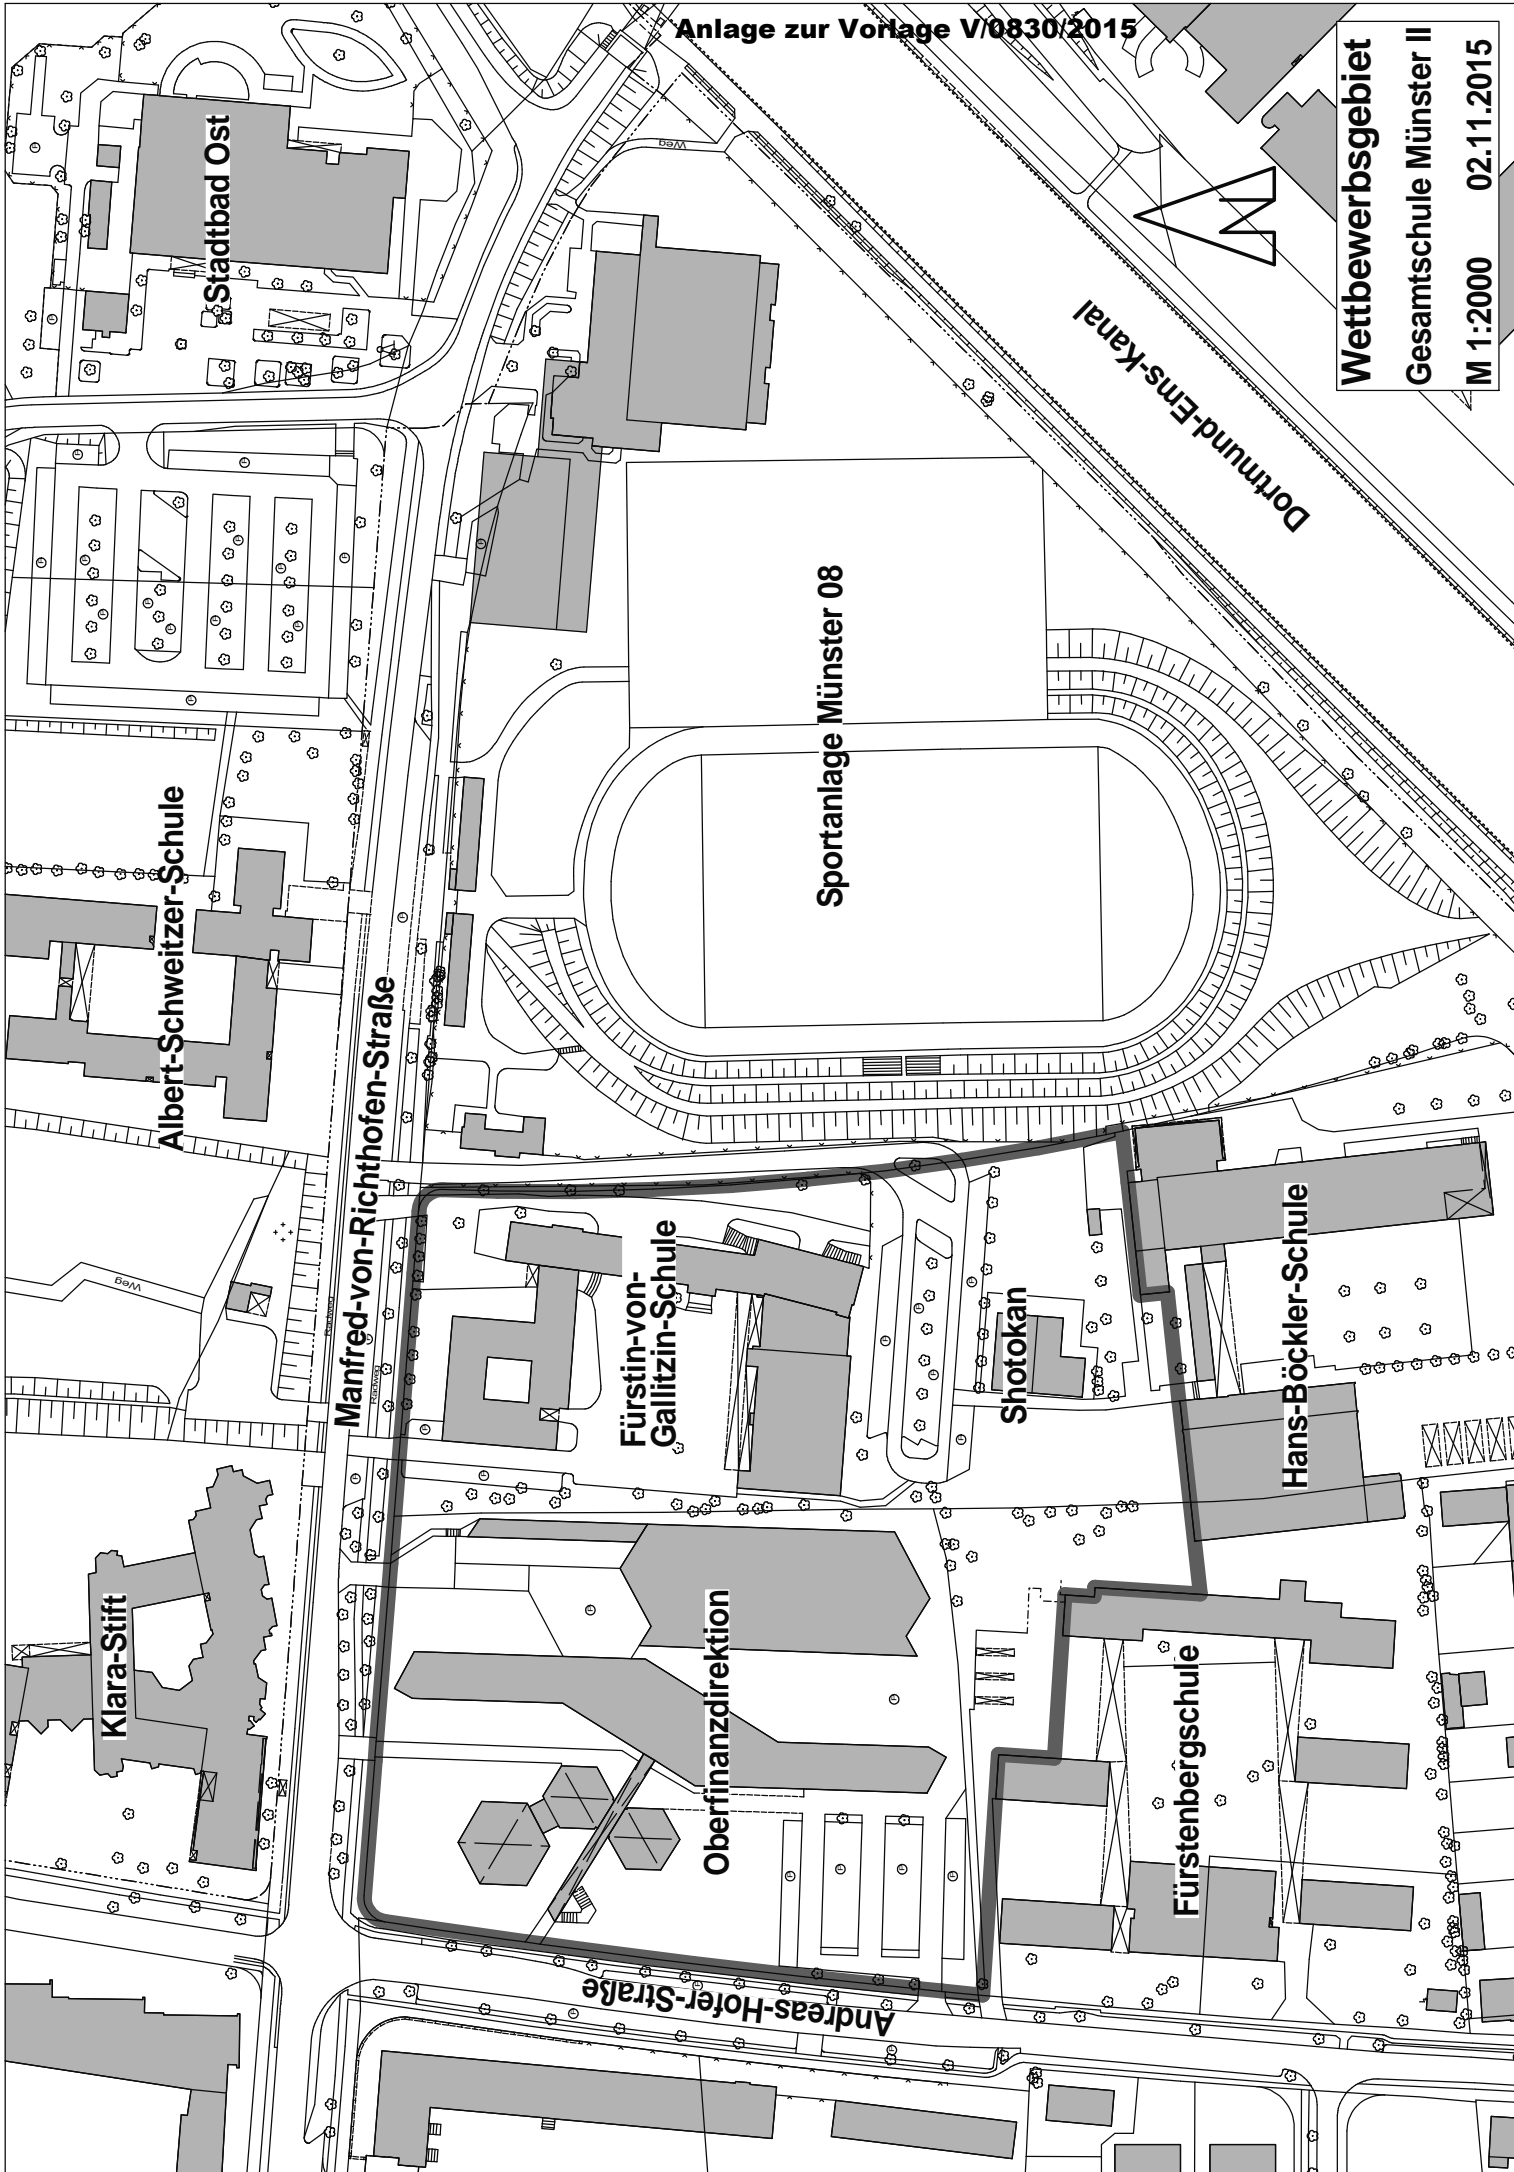 Anlage zur Vorlage V/0830/2015
Wettbewerbsgebiet
Gesamtschule Münster II
M 1:2000 02.11.2015
Stadtbad Ost
Weg
Dortmund-Ems-Kanal
Sportanlage Münster 08
Albert-Schweitzer-Schule
Manfred-von-Richthofen-Straße
Weg
Radweg
Radweg
Fürstin-von-
Gallitzin-Schule
Shotokan
Hans-Böckler-Schule
Klara-Stift
Oberfinanzdirektion
Fürstenbergschule
Andreas-Hofer-Straße